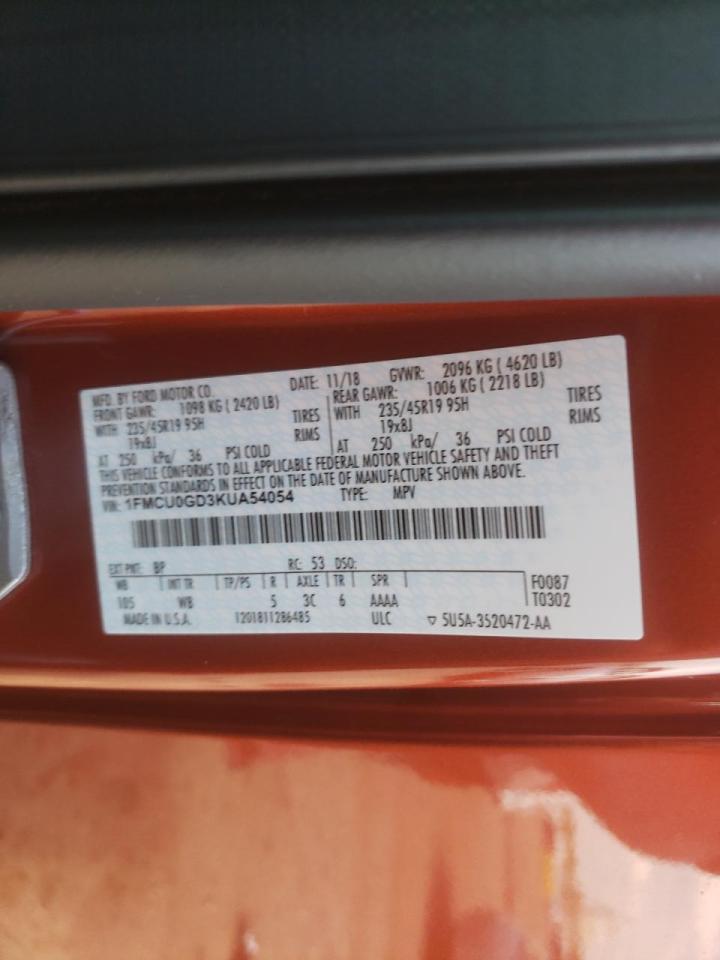 MFD. BY FORD MOTOR CO. DATE: 11/18 GVWR: 2096 KG ( 4620 LB)
FRONT GAWR: 1098 KG ( 2420 LB) REAR GAWR: 1006 KG ( 2218 LB)
WITH 235/45R19 95H TIRES WITH 235/45R19 95H TIRES
19x8J RIMS 19x8J RIMS
AT 250 kPa/ 36 PSI COLD AT 250 kPa/ 36 PSI COLD
THIS VEHICLE CONFORMS TO ALL APPLICABLE FEDERAL MOTOR VEHICLE SAFETY AND THEFT
PREVENTION STANDARDS IN EFFECT ON THE DATE OF MANUFACTURE SHOWN ABOVE.
VIN: 1FMCU0GD3KUA54054 TYPE: MPV
EXT PNT: BP RC: 53 DSO:
WB INT TR TP/PS R AXLE TR SPR F0087
105 WB 5 3C 6 AAAA T0302
MADE IN U.S.A. 1201811286485 ULC ▽ 5U5A-3520472-AA